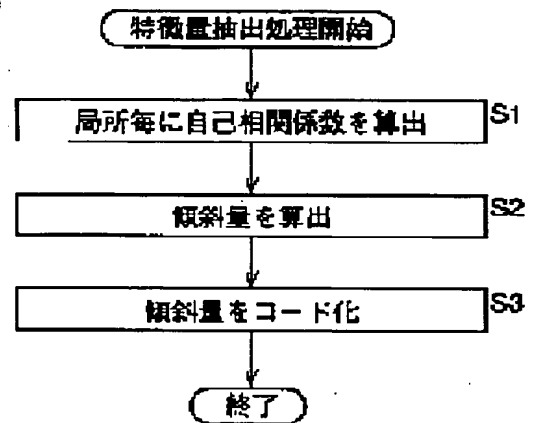 特徴量抽出処理開始
局所毎に自己相関係数を算出
S1
傾斜量を算出
S2
傾斜量をコード化
S3
終了